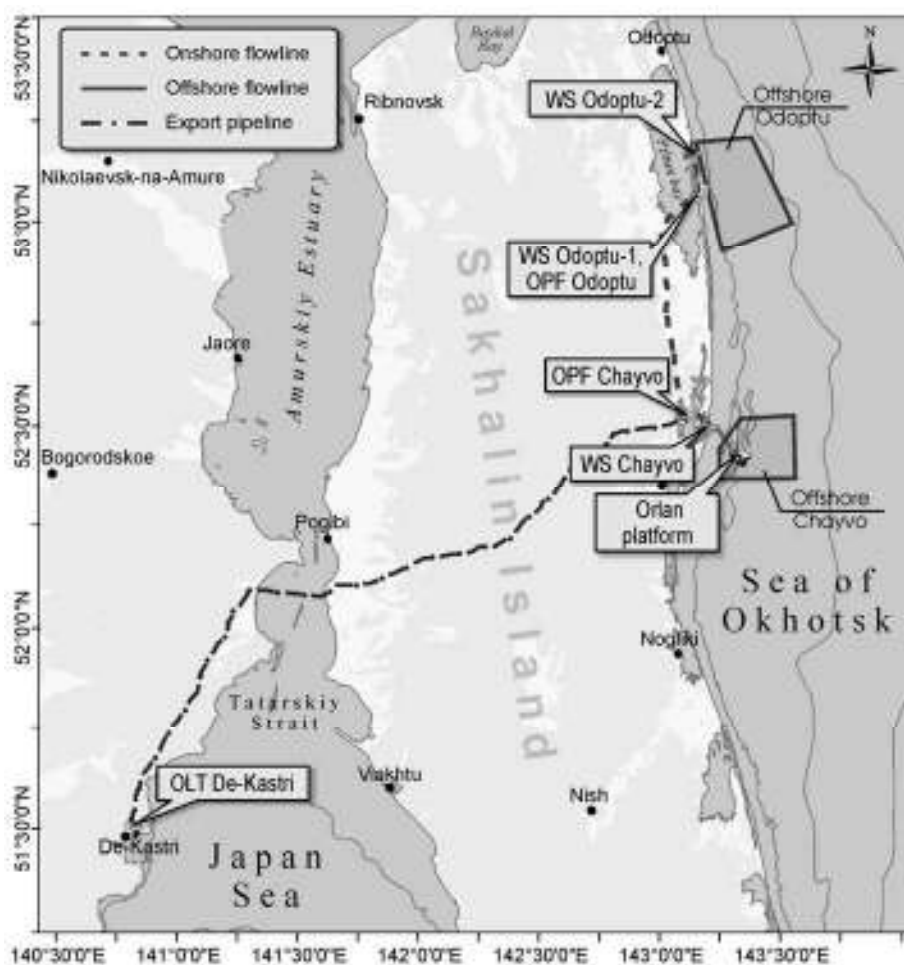 Onshore flowline
Offshore flowline
Export pipeline
Baykal
Bay
Odoptu
N
WS Odoptu-2
Offshore
Odoptu
Ribnovsk
Nikolaevsk-na-Amure
WS Odoptu-1,
OPF Odoptu
Amurskiy Estuary
Sakhalin Island
Jaore
OPF Chayvo
Bogorodskoe
WS Chayvo
Orlan
platform
Offshore
Chayvo
Pogibi
Sea of
Okhotsk
Nogliki
Tatarskiy
Strait
OLT De-Kastri
Viakhtu
Nish
De-Kastri
Japan
Sea
53°30'0"N
53°0'0"N
52°30'0"N
52°0'0"N
51°30'0"N
140°30'0"E
141°0'0"E
141°30'0"E
142°0'0"E
142°30'0"E
143°0'0"E
143°30'0"E